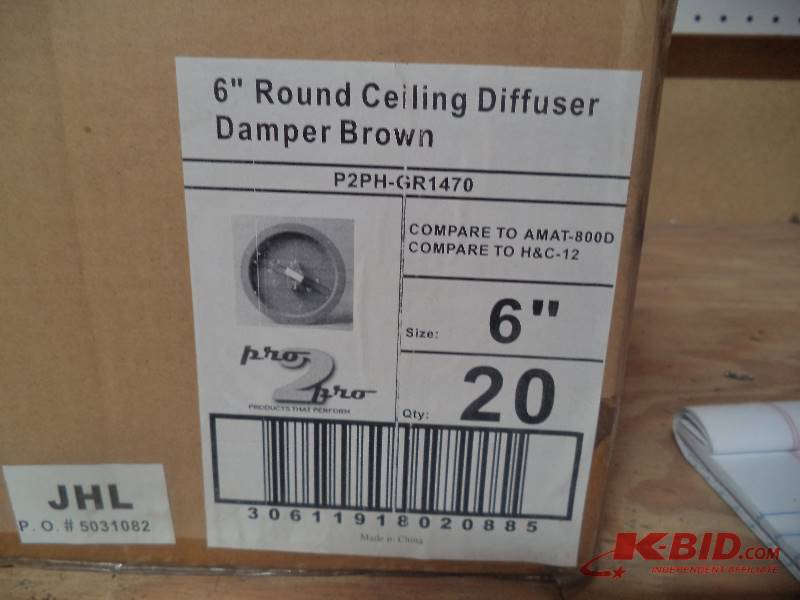 6" Round Ceiling Diffuser
Damper Brown
P2PH-GR1470
COMPARE TO AMAT-800D
COMPARE TO H&C-12
Size: 6"
pro 2 pro
PRODUCTS THAT PERFORM
Qty: 20
30611918020885
Made in China
JHL
P. O. # 5031082
K-BID.COM
INDEPENDENT AFFILIATE